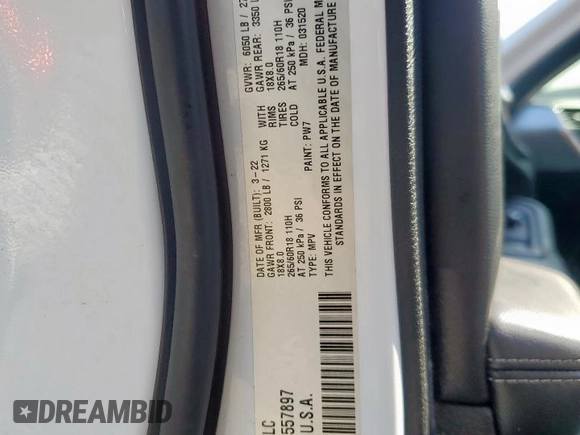 LC
557897
U.S.A.
DATE OF MFR (BUILT): 3-22
GVWR: 6050 LB /
GAWR FRONT: 2800 LB / 1271 KG WITH
GAWR REAR: 3350
18X8.0 RIMS
18X8.0
265/60R18 110H TIRES
265/60R18 110H
AT 250 kPa / 36 PSI COLD
AT 250 kPa / 36 PSI
TYPE: MPV PAINT: PW7 MDH: 031520
THIS VEHICLE CONFORMS TO ALL APPLICABLE U.S.A. FEDERAL
STANDARDS IN EFFECT ON THE DATE OF MANUFACTURE
DREAMBID